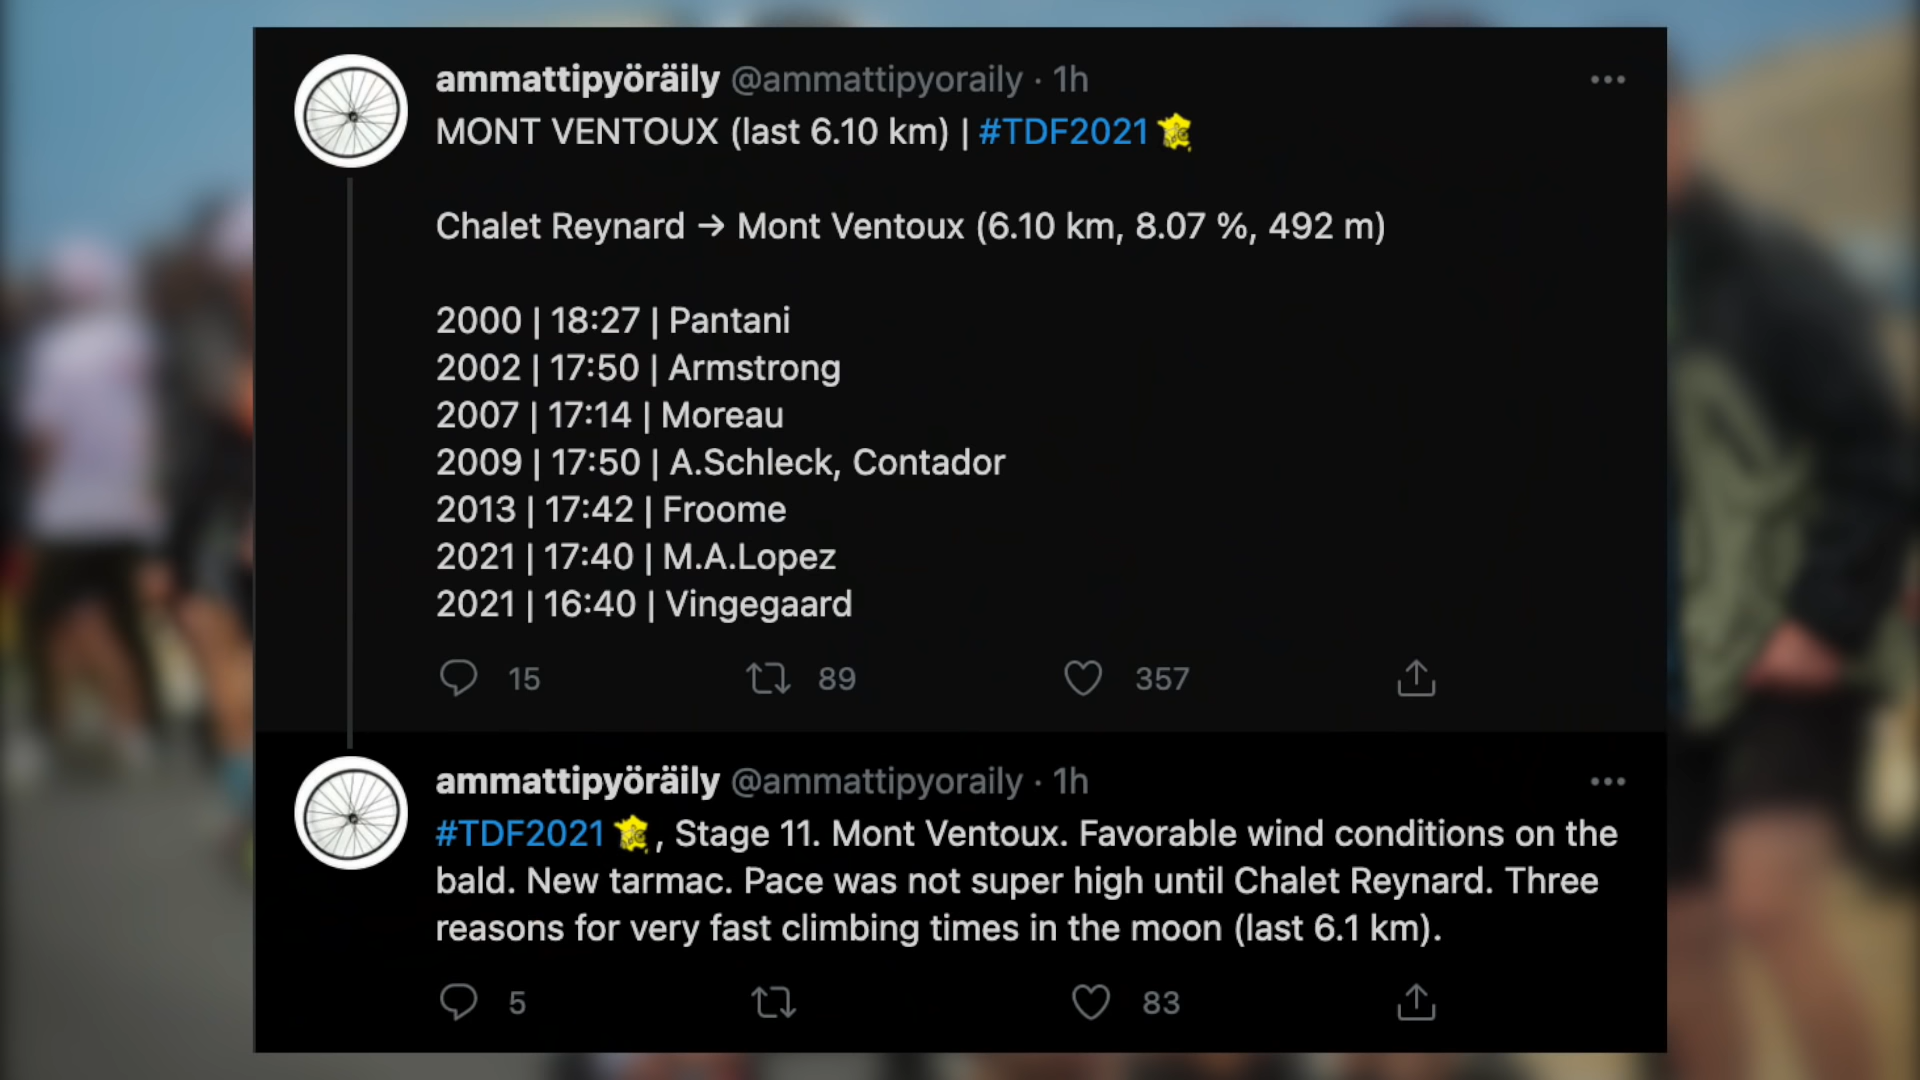 ammattipyöräily @ammattipyoraily · 1h
MONT VENTOUX (last 6.10 km) | #TDF2021
Chalet Reynard → Mont Ventoux (6.10 km, 8.07 %, 492 m)
2000 | 18:27 | Pantani
2002 | 17:50 | Armstrong
2007 | 17:14 | Moreau
2009 | 17:50 | A.Schleck, Contador
2013 | 17:42 | Froome
2021 | 17:40 | M.A.Lopez
2021 | 16:40 | Vingegaard
15 89 357
ammattipyöräily @ammattipyoraily · 1h
#TDF2021 , Stage 11. Mont Ventoux. Favorable wind conditions on the
bald. New tarmac. Pace was not super high until Chalet Reynard. Three
reasons for very fast climbing times in the moon (last 6.1 km).
5 83